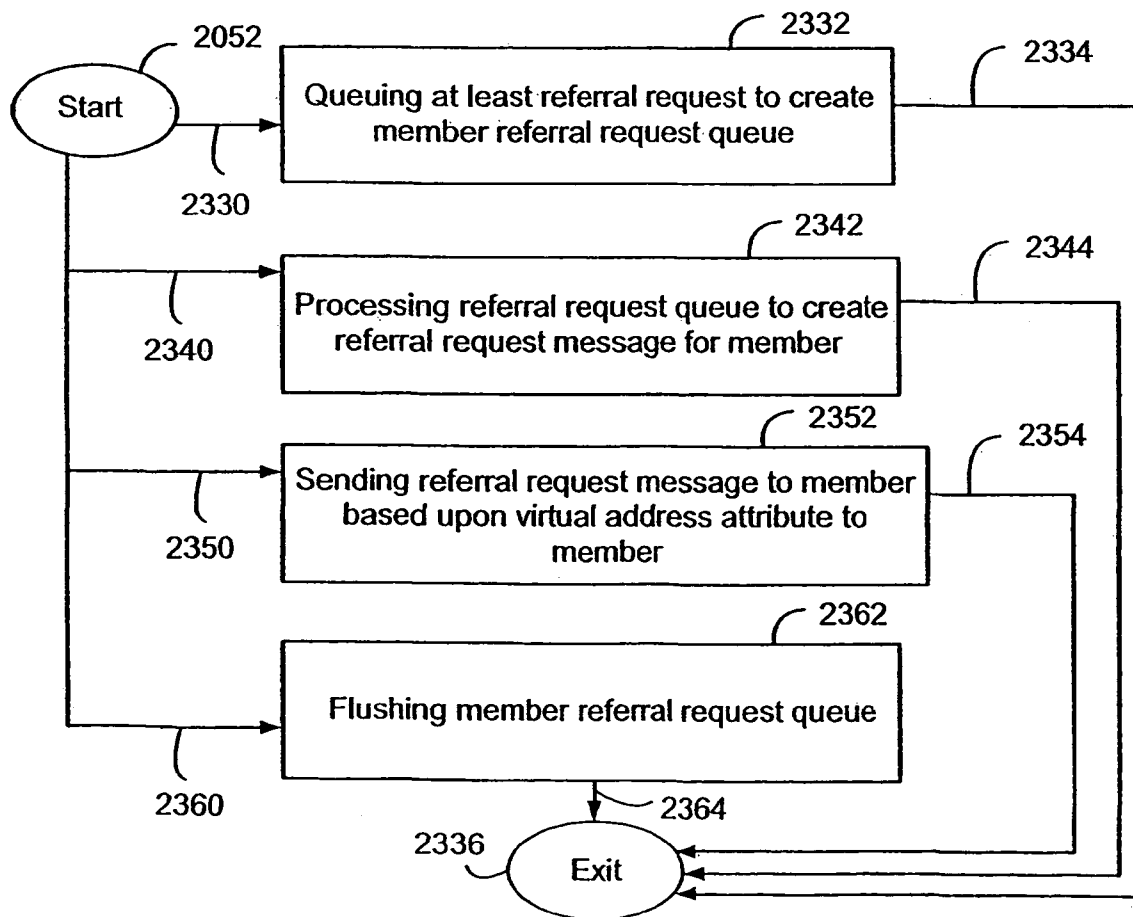 2052
2332
2334
Start
Queuing at least referral request to create
member referral request queue
2330
2342
2344
Processing referral request queue to create
referral request message for member
2340
2352
2354
Sending referral request message to member
based upon virtual address attribute to
member
2350
2362
Flushing member referral request queue
2360
2364
2336
Exit